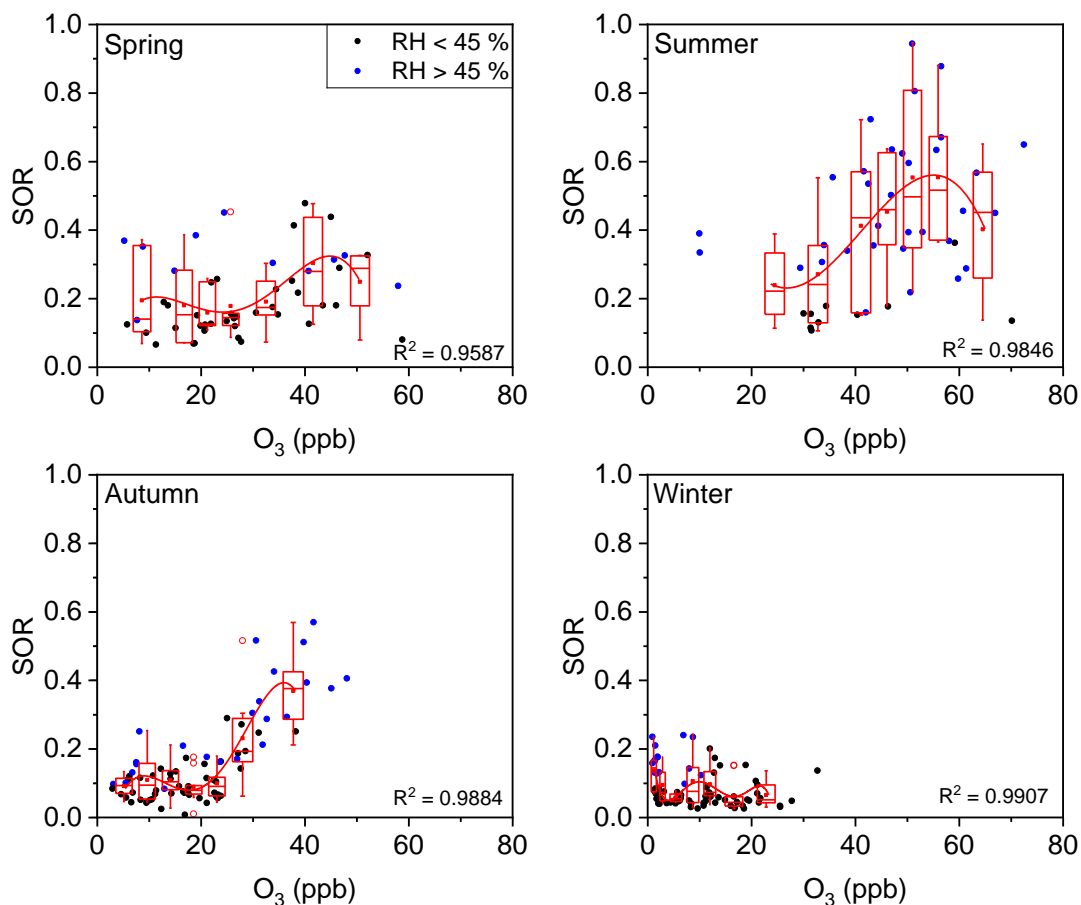 Spring
RH < 45 %
RH > 45 %
1.0
0.8
0.6
0.4
0.2
0.0
SOR
0 20 40 60 80
O₃ (ppb)
R² = 0.9587
Summer
1.0
0.8
0.6
0.4
0.2
0.0
SOR
0 20 40 60 80
O₃ (ppb)
R² = 0.9846
Autumn
1.0
0.8
0.6
0.4
0.2
0.0
SOR
0 20 40 60 80
O₃ (ppb)
R² = 0.9884
Winter
1.0
0.8
0.6
0.4
0.2
0.0
SOR
0 20 40 60 80
O₃ (ppb)
R² = 0.9907